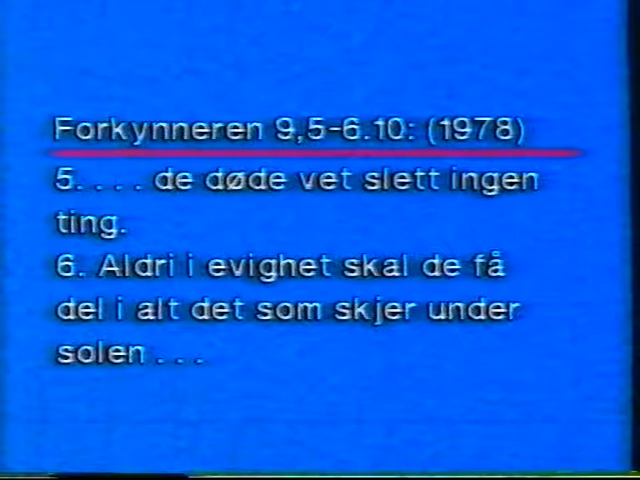 Forkynneren 9,5-6.10: (1978)
5. . . . de døde vet slett ingen
ting.
6. Aldri i evighet skal de få
del i alt det som skjer under
solen . . .